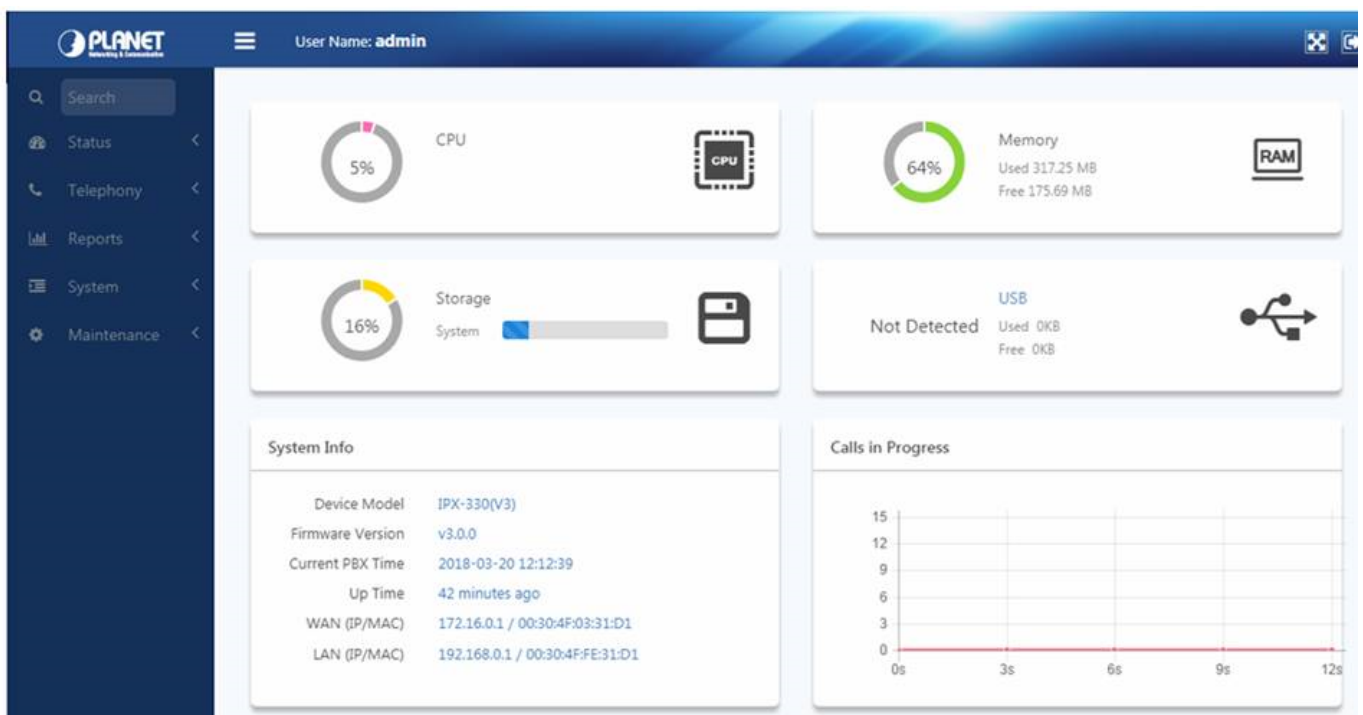 PLANET
Networking & Communication
User Name: admin
Search
Status
Telephony
Reports
System
Maintenance
5%
CPU
CPU
64%
Memory
Used 317.25 MB
Free 175.69 MB
RAM
16%
Storage
System
Not Detected
USB
Used 0KB
Free 0KB
System Info
Device Model IPX-330(V3)
Firmware Version v3.0.0
Current PBX Time 2018-03-20 12:12:39
Up Time 42 minutes ago
WAN (IP/MAC) 172.16.0.1 / 00:30:4F:03:31:D1
LAN (IP/MAC) 192.168.0.1 / 00:30:4F:FE:31:D1
Calls in Progress
15
12
9
6
3
0
0s 3s 6s 9s 12s